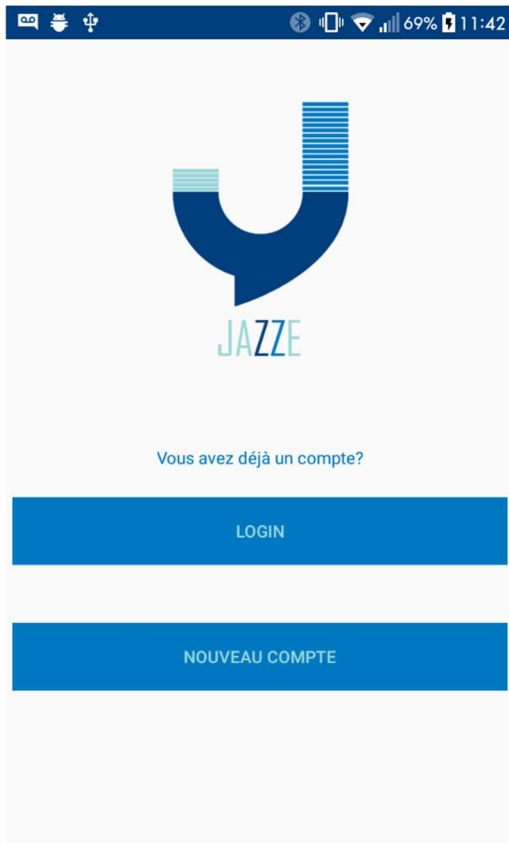 69% 11:42
JAZZE
Vous avez déjà un compte?
LOGIN
NOUVEAU COMPTE